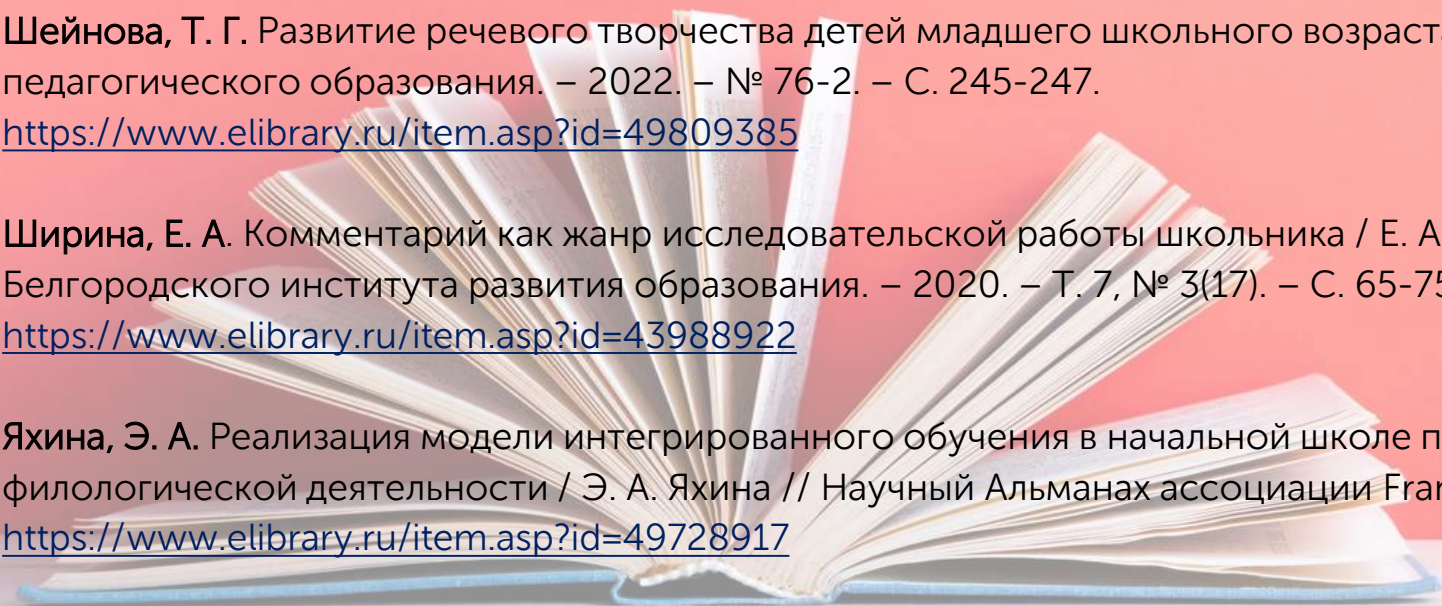 Шейнова, Т. Г. Развитие речевого творчества детей младшего школьного возраста
педагогического образования. – 2022. – № 76-2. – С. 245-247.
https://www.elibrary.ru/item.asp?id=49809385
Ширина, Е. А. Комментарий как жанр исследовательской работы школьника / Е. А
Белгородского института развития образования. – 2020. – Т. 7, № 3(17). – С. 65-75
https://www.elibrary.ru/item.asp?id=43988922
Яхина, Э. А. Реализация модели интегрированного обучения в начальной школе п
филологической деятельности / Э. А. Яхина // Научный Альманах ассоциации Fran
https://www.elibrary.ru/item.asp?id=49728917